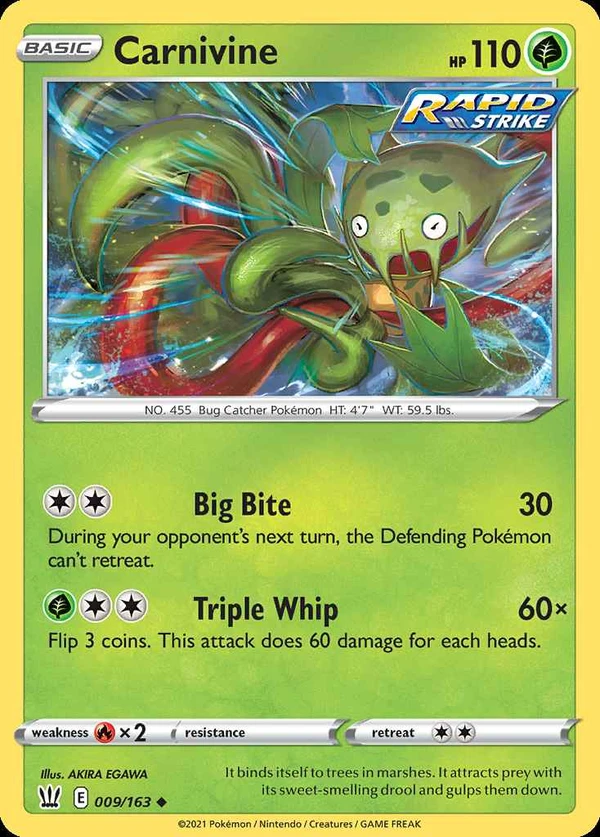 BASIC Carnivine HP 110
RAPID
STRIKE
NO. 455 Bug Catcher Pokémon HT: 4'7" WT: 59.5 lbs.
Big Bite 30
During your opponent's next turn, the Defending Pokémon
can't retreat.
Triple Whip 60×
Flip 3 coins. This attack does 60 damage for each heads.
weakness ×2 resistance retreat
Illus. AKIRA EGAWA
E 009/163
It binds itself to trees in marshes. It attracts prey with
its sweet-smelling drool and gulps them down.
©2021 Pokémon / Nintendo / Creatures / GAME FREAK